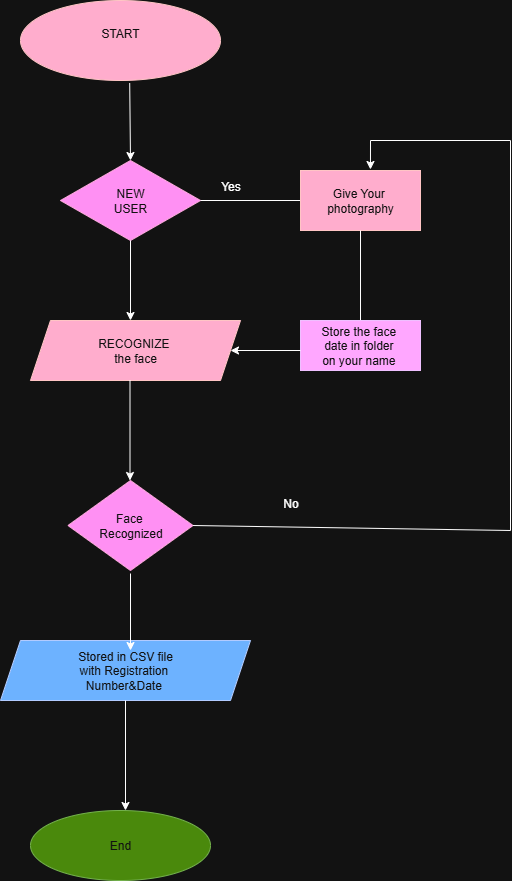 START
NEW
USER
Yes
Give Your
photography
RECOGNIZE
the face
Store the face
date in folder
on your name
No
Face
Recognized
Stored in CSV file
with Registration
Number&Date
End